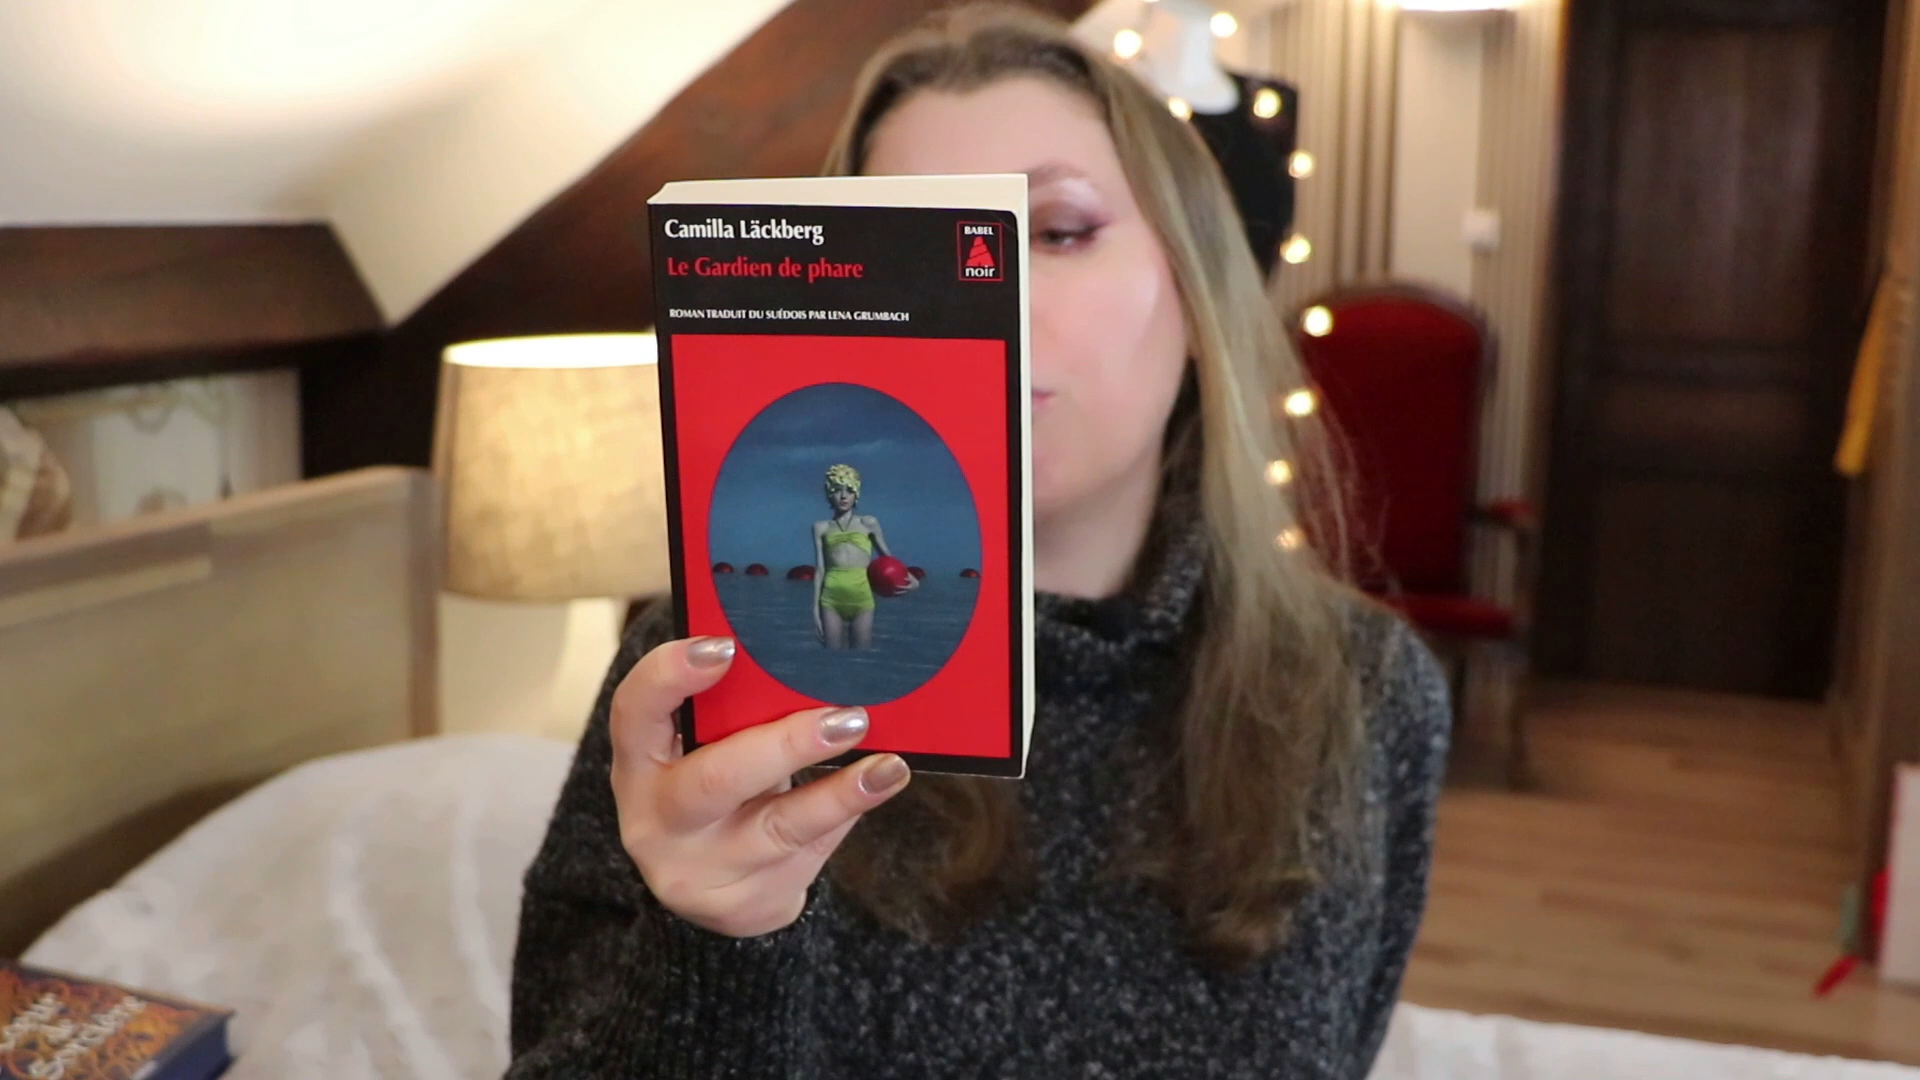 Camilla Läckberg
Le Gardien de phare
BABEL
noir
ROMAN TRADUIT DU SUÉDOIS PAR LENA GRUMBACH